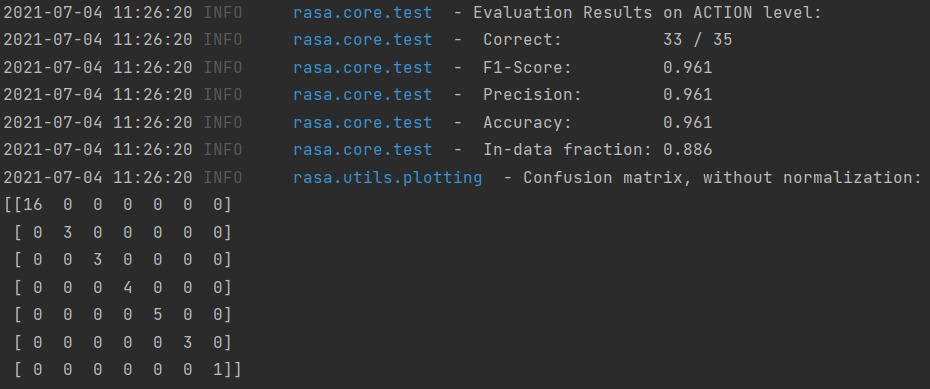 2021-07-04 11:26:20 INFO     rasa.core.test  - Evaluation Results on ACTION level:
2021-07-04 11:26:20 INFO     rasa.core.test  -  Correct:          33 / 35
2021-07-04 11:26:20 INFO     rasa.core.test  -  F1-Score:         0.961
2021-07-04 11:26:20 INFO     rasa.core.test  -  Precision:        0.961
2021-07-04 11:26:20 INFO     rasa.core.test  -  Accuracy:         0.961
2021-07-04 11:26:20 INFO     rasa.core.test  -  In-data fraction: 0.886
2021-07-04 11:26:20 INFO     rasa.utils.plotting  - Confusion matrix, without normalization:
[[16  0  0  0  0  0  0]
 [ 0  3  0  0  0  0  0]
 [ 0  0  3  0  0  0  0]
 [ 0  0  0  4  0  0  0]
 [ 0  0  0  0  5  0  0]
 [ 0  0  0  0  0  3  0]
 [ 0  0  0  0  0  0  1]]